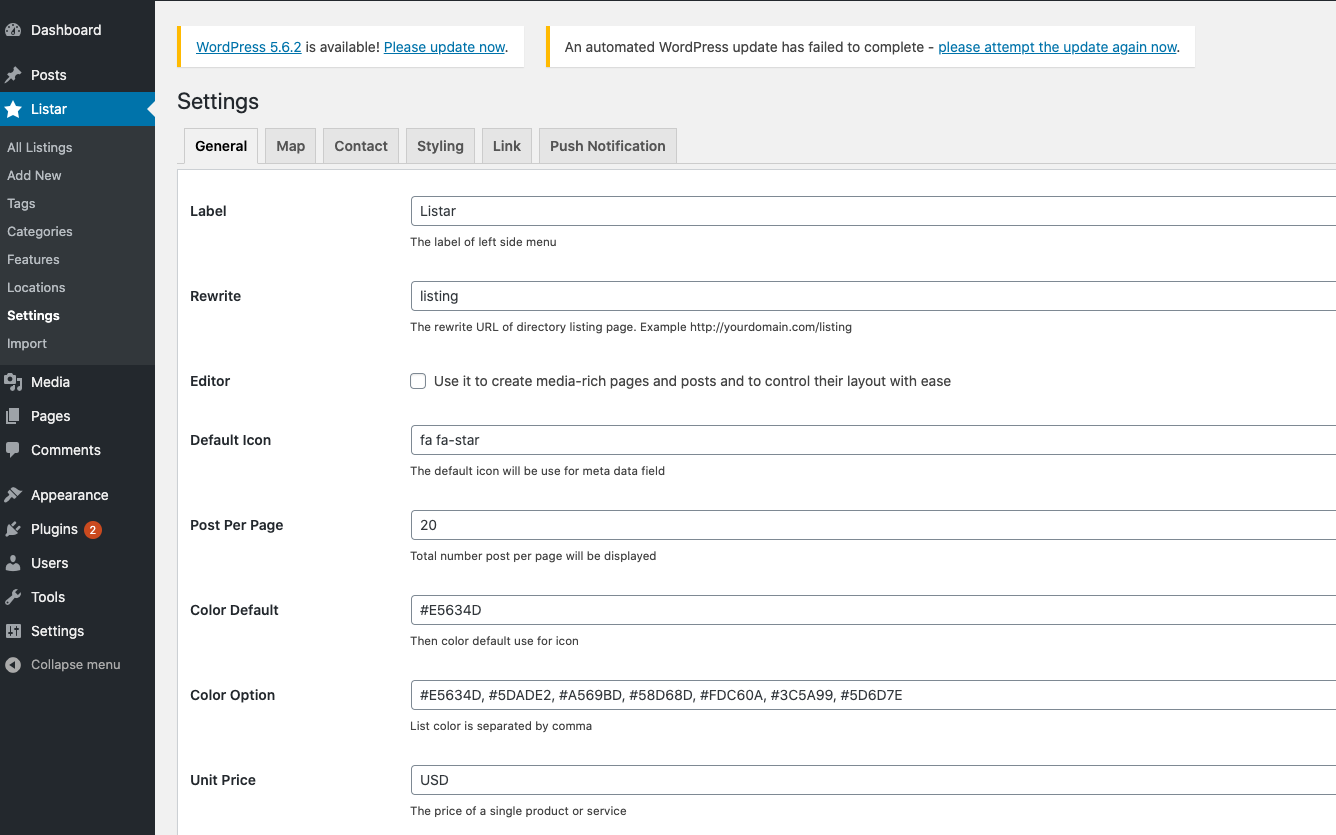 Dashboard
Posts
Listar
All Listings
Add New
Tags
Categories
Features
Locations
Settings
Import
Media
Pages
Comments
Appearance
Plugins 2
Users
Tools
Settings
Collapse menu
WordPress 5.6.2 is available! Please update now.
An automated WordPress update has failed to complete - please attempt the update again now.
Settings
General Map Contact Styling Link Push Notification
Label Listar
The label of left side menu
Rewrite listing
The rewrite URL of directory listing page. Example http://yourdomain.com/listing
Editor Use it to create media-rich pages and posts and to control their layout with ease
Default Icon fa fa-star
The default icon will be use for meta data field
Post Per Page 20
Total number post per page will be displayed
Color Default #E5634D
Then color default use for icon
Color Option #E5634D, #5DADE2, #A569BD, #58D68D, #FDC60A, #3C5A99, #5D6D7E
List color is separated by comma
Unit Price USD
The price of a single product or service